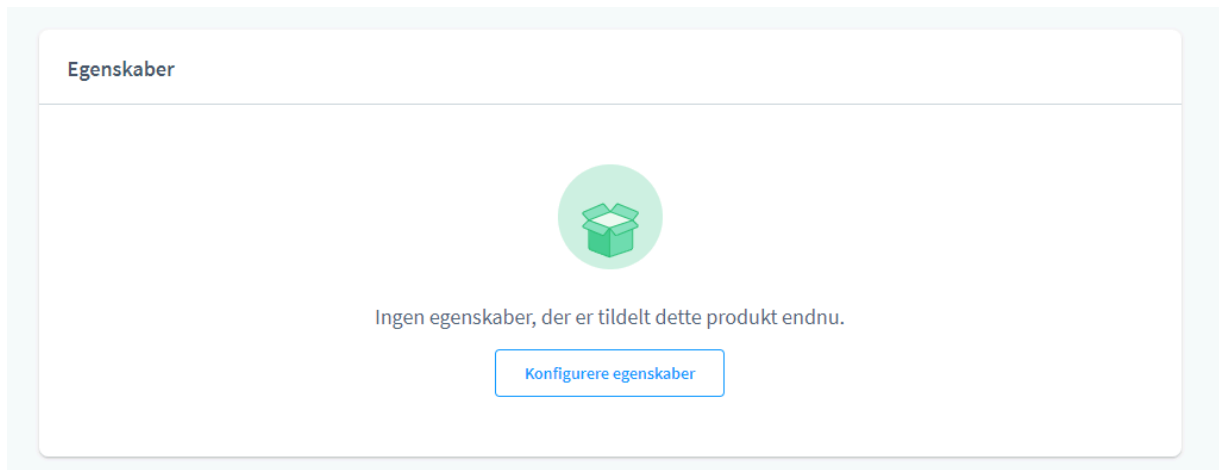 Egenskaber
Ingen egenskaber, der er tildelt dette produkt endnu.
Konfigurere egenskaber